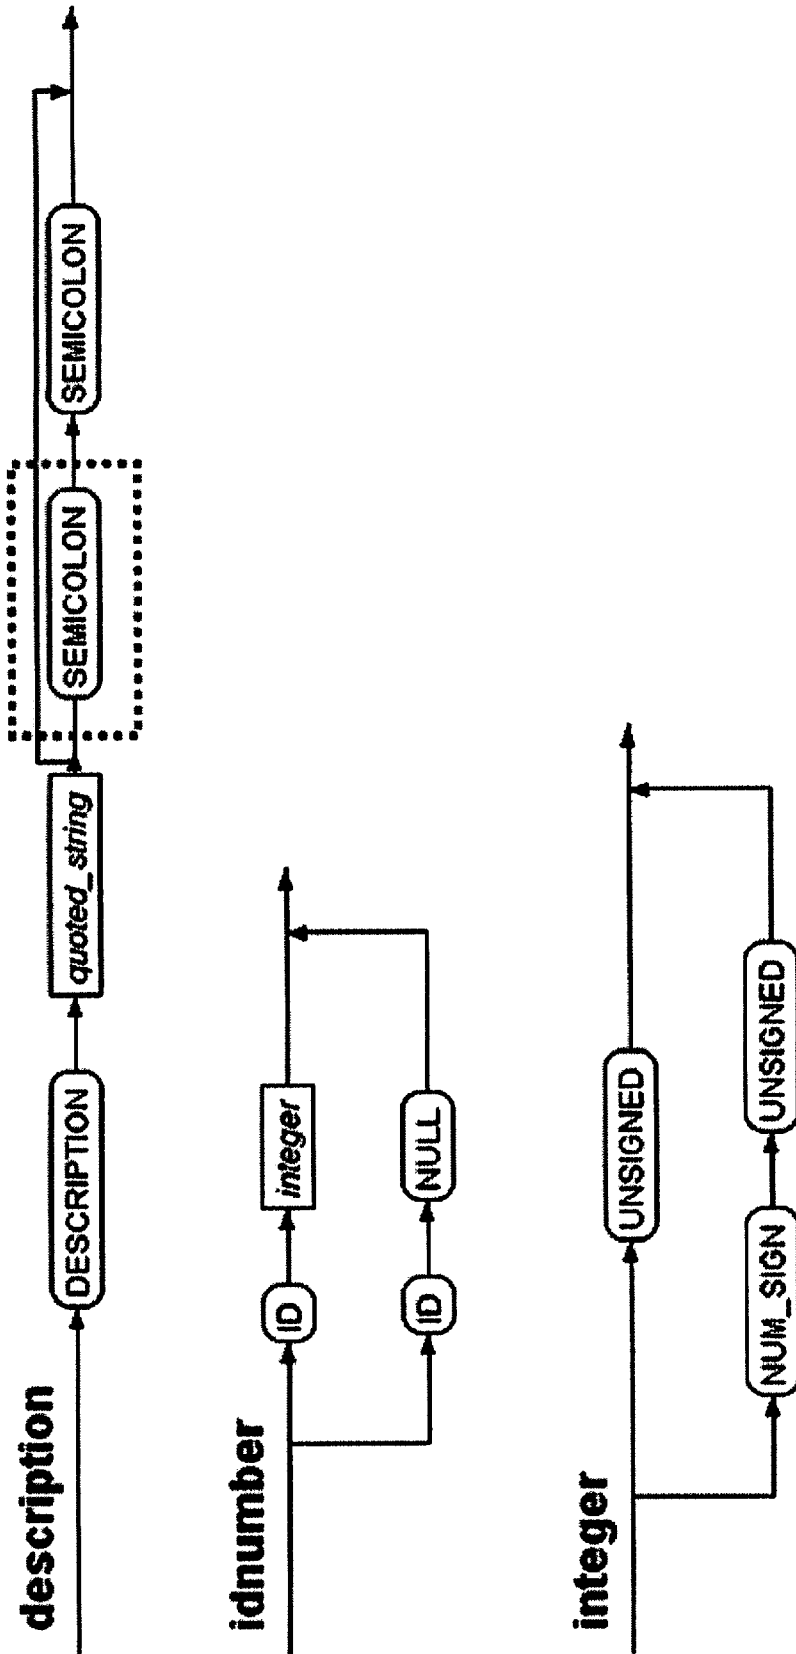 description
DESCRIPTION
quoted_string
SEMICOLON
SEMICOLON
idnumber
ID
integer
ID
NULL
integer
UNSIGNED
NUM_SIGN
UNSIGNED